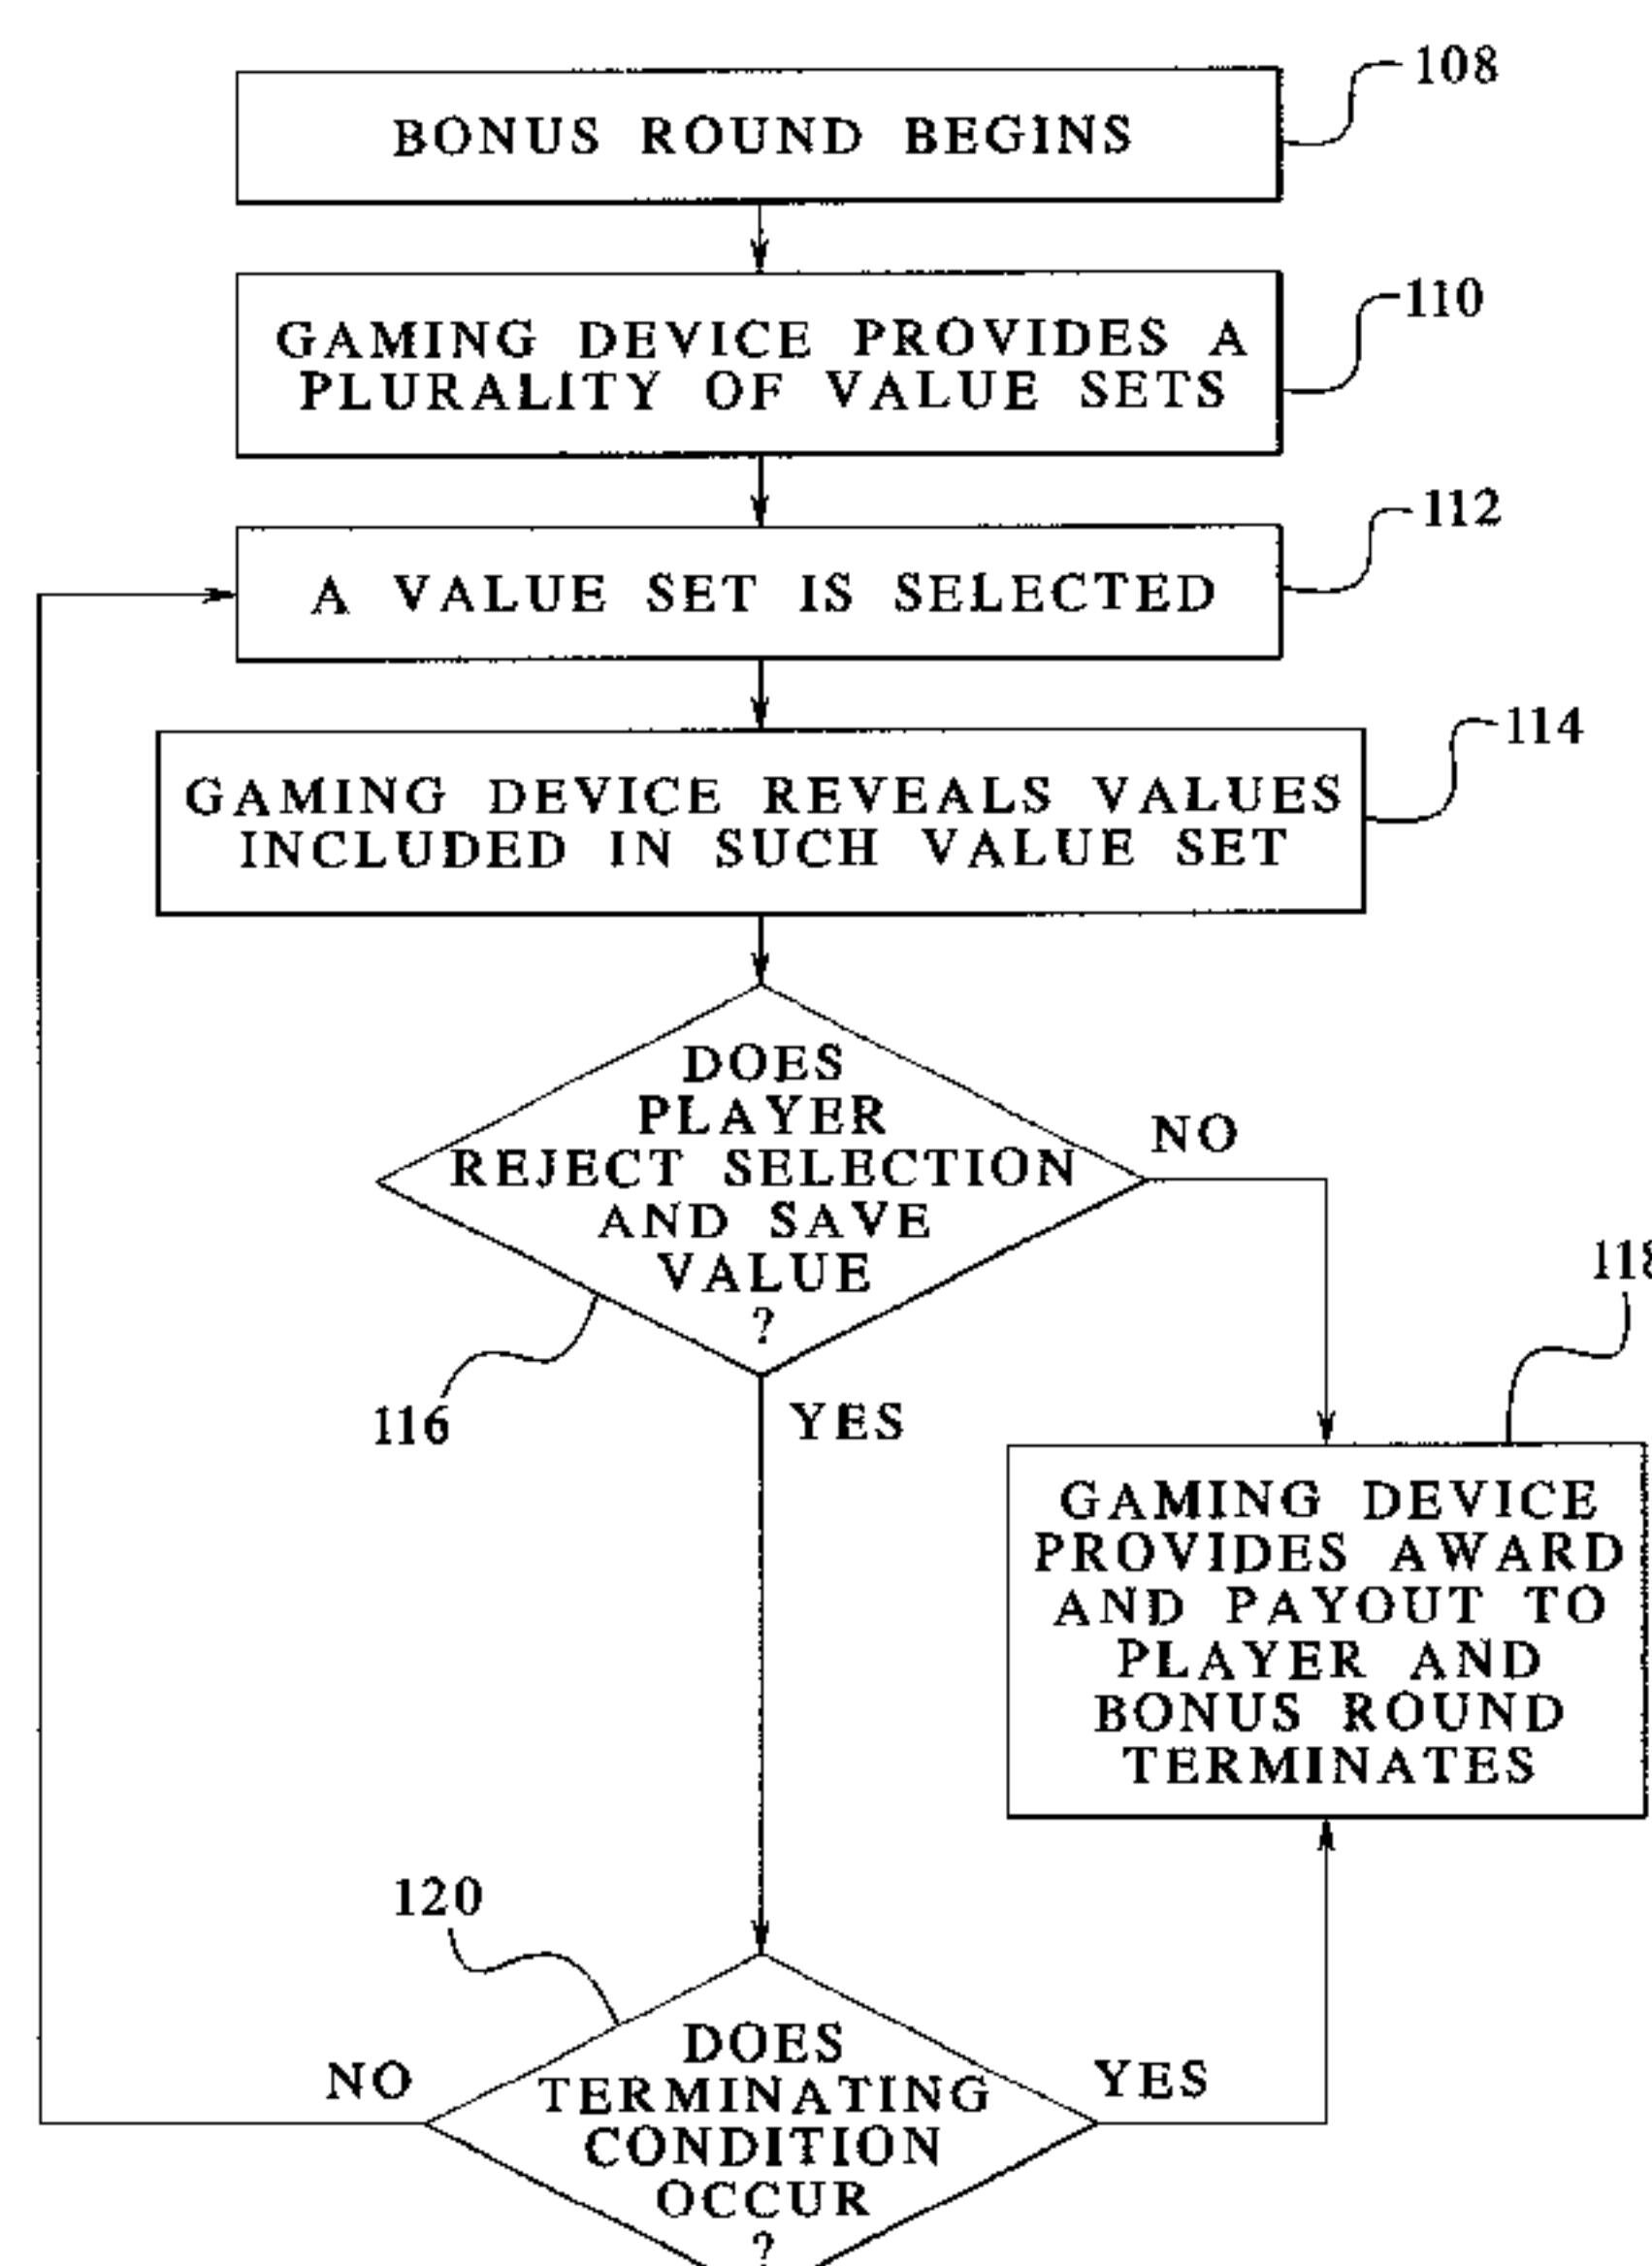 108
BONUS ROUND BEGINS
110
GAMING DEVICE PROVIDES A
PLURALITY OF VALUE SETS
112
A VALUE SET IS SELECTED
114
GAMING DEVICE REVEALS VALUES
INCLUDED IN SUCH VALUE SET
DOES
PLAYER
REJECT SELECTION
AND SAVE
VALUE
?
NO
116
YES
118
GAMING DEVICE
PROVIDES AWARD
AND PAYOUT TO
PLAYER AND
BONUS ROUND
TERMINATES
120
DOES
TERMINATING
CONDITION
OCCUR
?
NO
YES